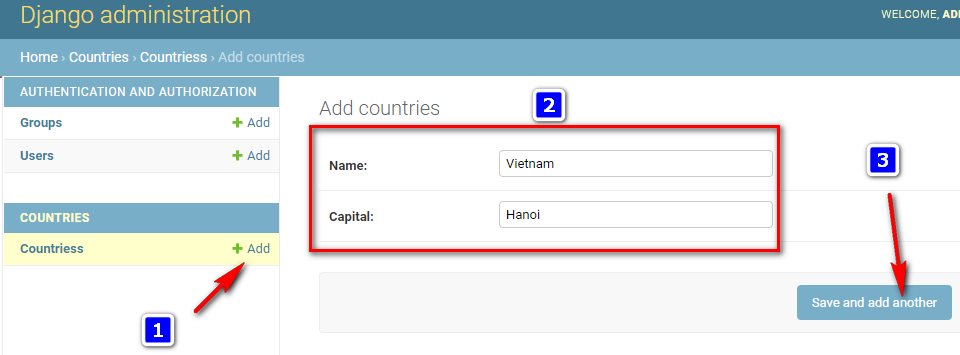 Django administration
WELCOME, AD
Home › Countries › Countriess › Add countries
AUTHENTICATION AND AUTHORIZATION
Groups + Add
Users + Add
COUNTRIES
Countriess + Add
1
Add countries
2
Name: Vietnam
Capital: Hanoi
3
Save and add another